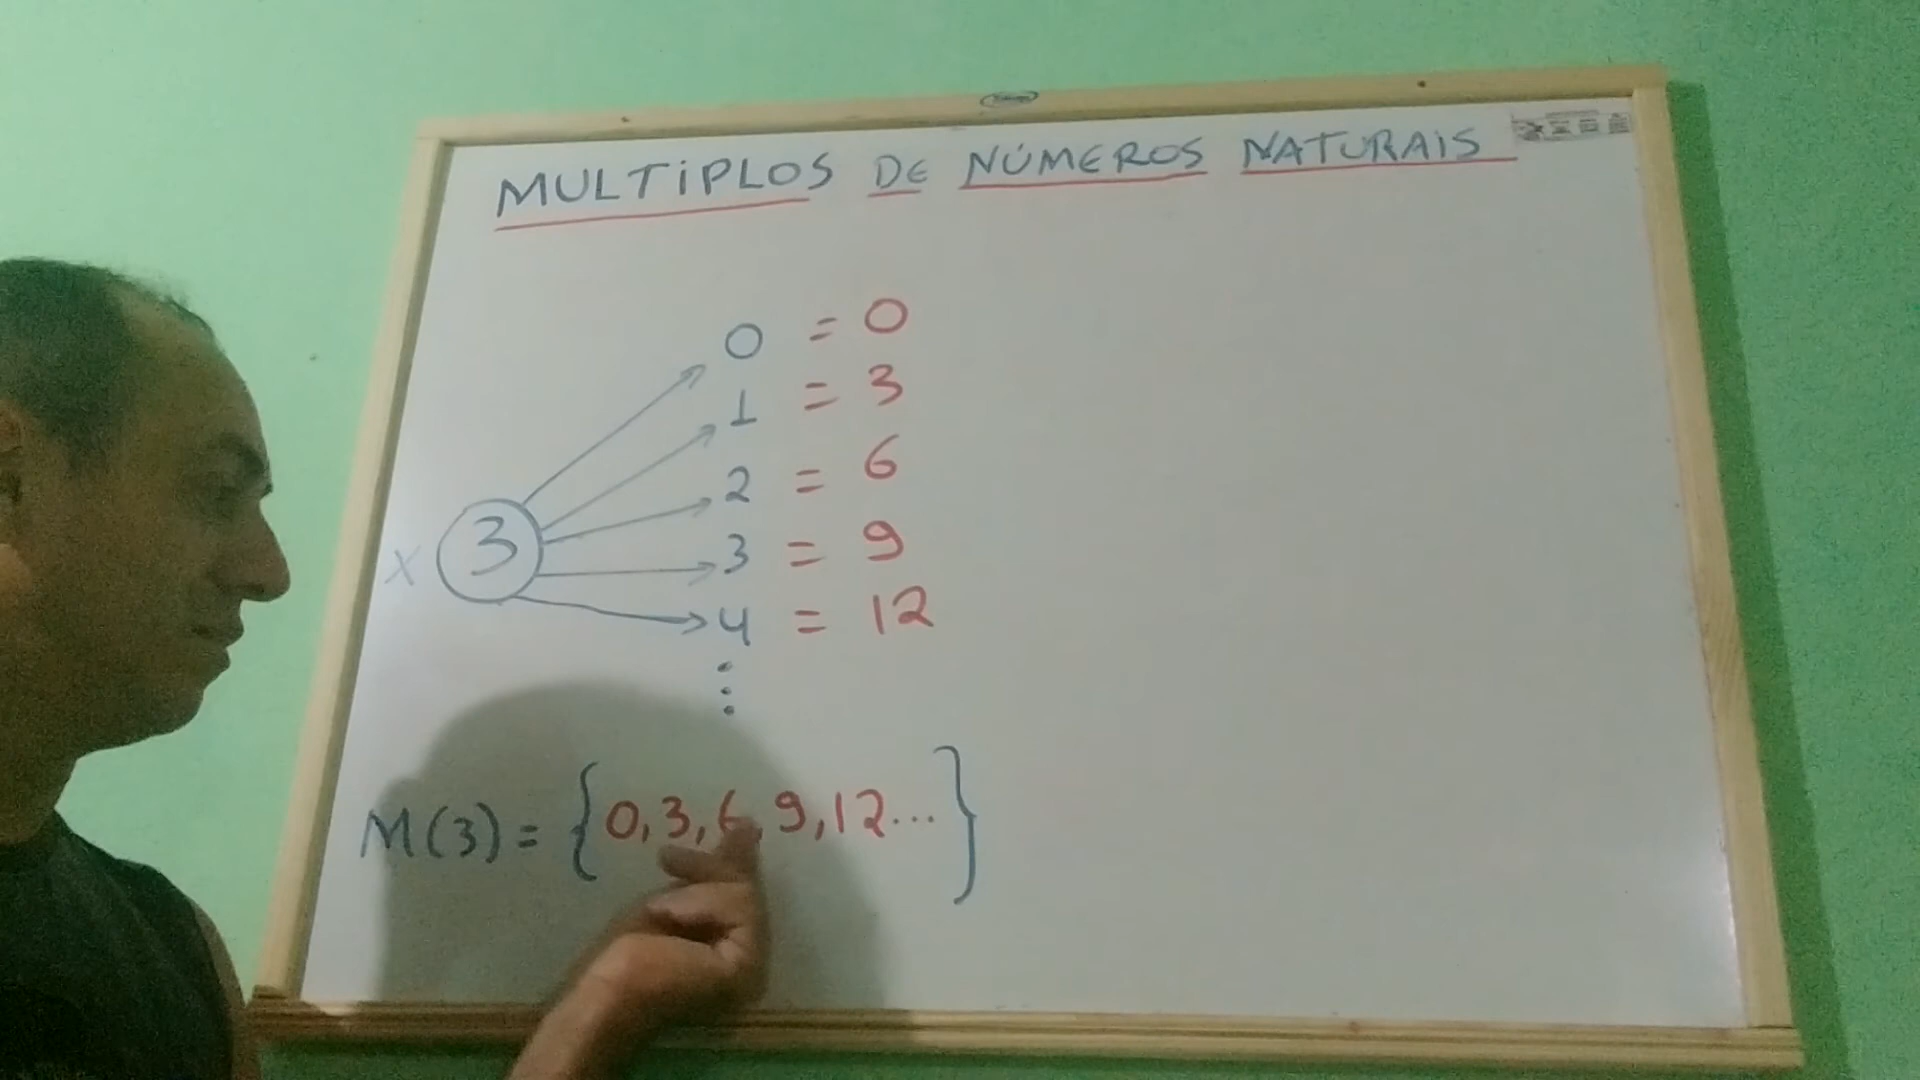 MULTIPLOS DE NÚMEROS NATURAIS
0 = 0
1 = 3
2 = 6
x 3
3 = 9
4 = 12
⋮
M(3) = {0, 3, 6, 9, 12...}